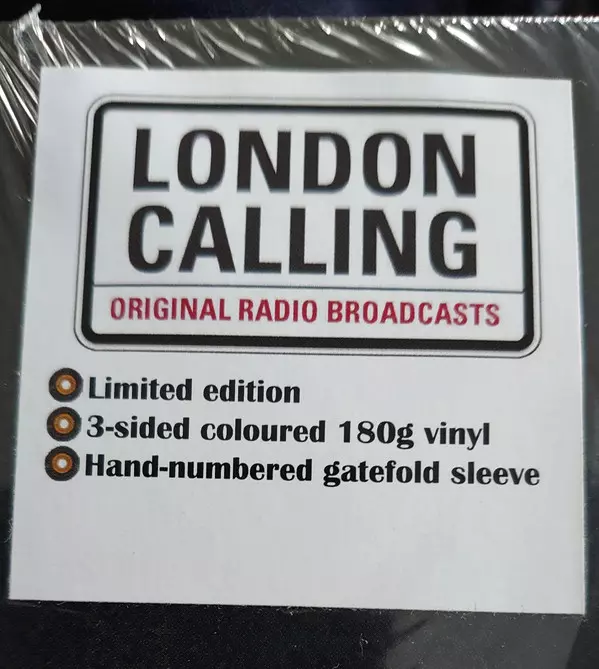 LONDON
CALLING
ORIGINAL RADIO BROADCASTS
Limited edition
3-sided coloured 180g vinyl
Hand-numbered gatefold sleeve